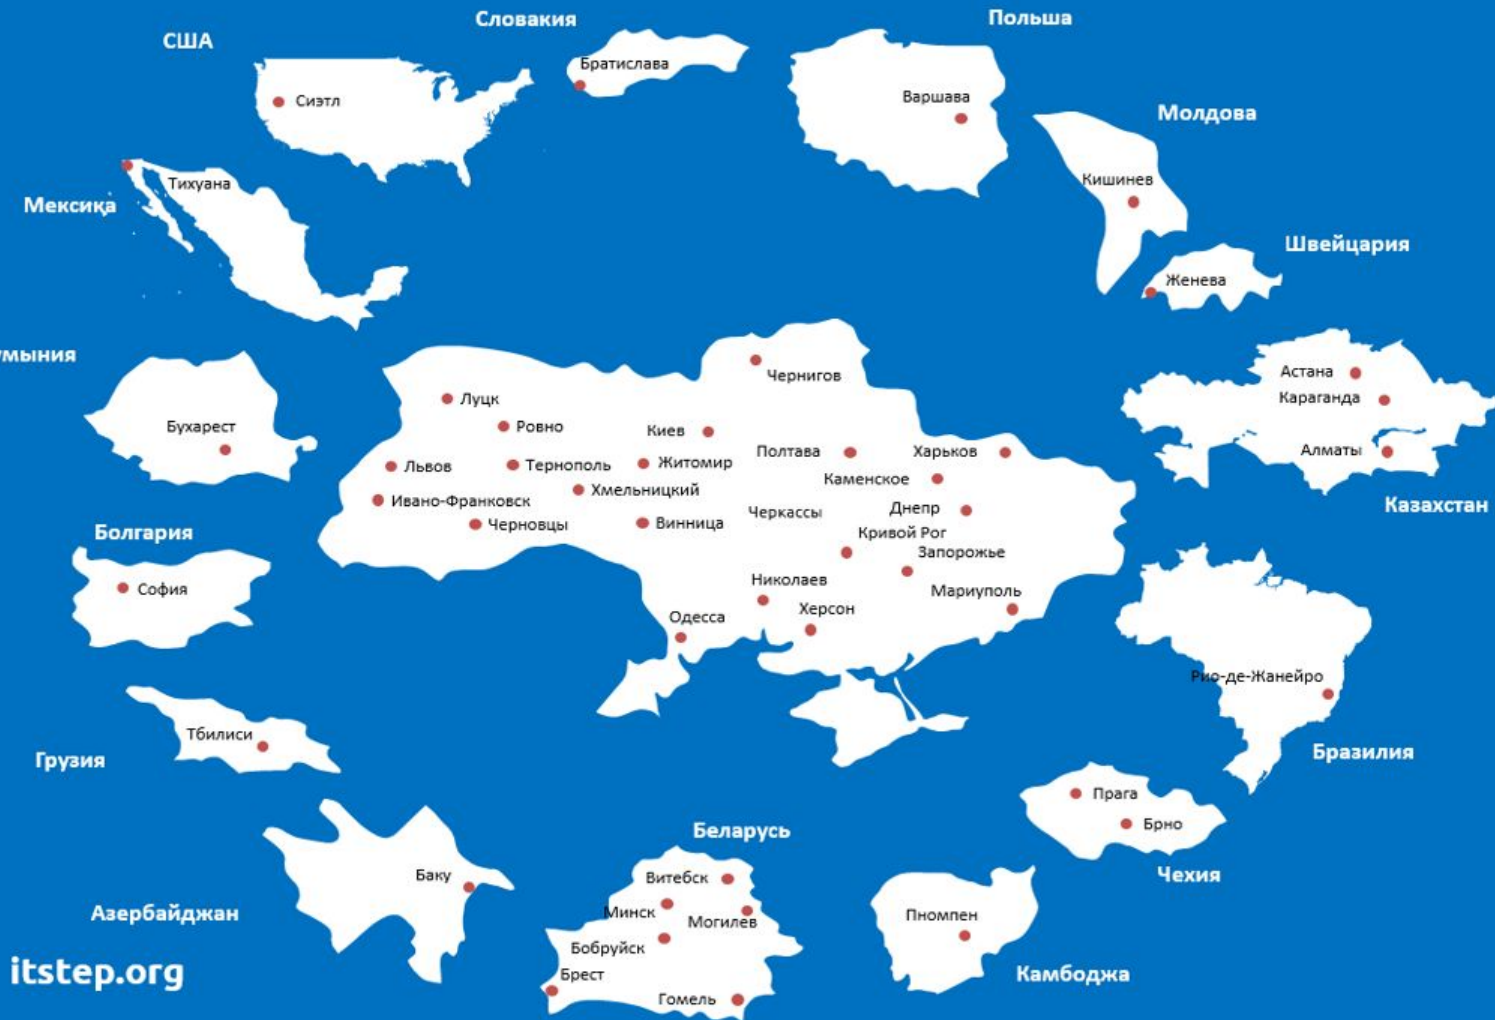 Словакия
Польша
США
Братислава
Сиэтл
Варшава
Молдова
Тихуана
Кишинев
Мексика
Швейцария
Женева
умыния
Чернигов
Астана
Караганда
Луцк
Бухарест
Ровно
Киев
Полтава
Харьков
Алматы
Львов
Тернополь
Житомир
Каменское
Хмельницкий
Ивано-Франковск
Казахстан
Черкассы
Днепр
Черновцы
Винница
Болгария
Кривой Рог
Запорожье
Николаев
София
Мариуполь
Херсон
Одесса
Рио-де-Жанейро
Тбилиси
Грузия
Бразилия
Прага
Брно
Беларусь
Баку
Витебск
Чехия
Азербайджан
Минск
Могилев
Пномпен
Бобруйск
itstep.org
Брест
Камбоджа
Гомель